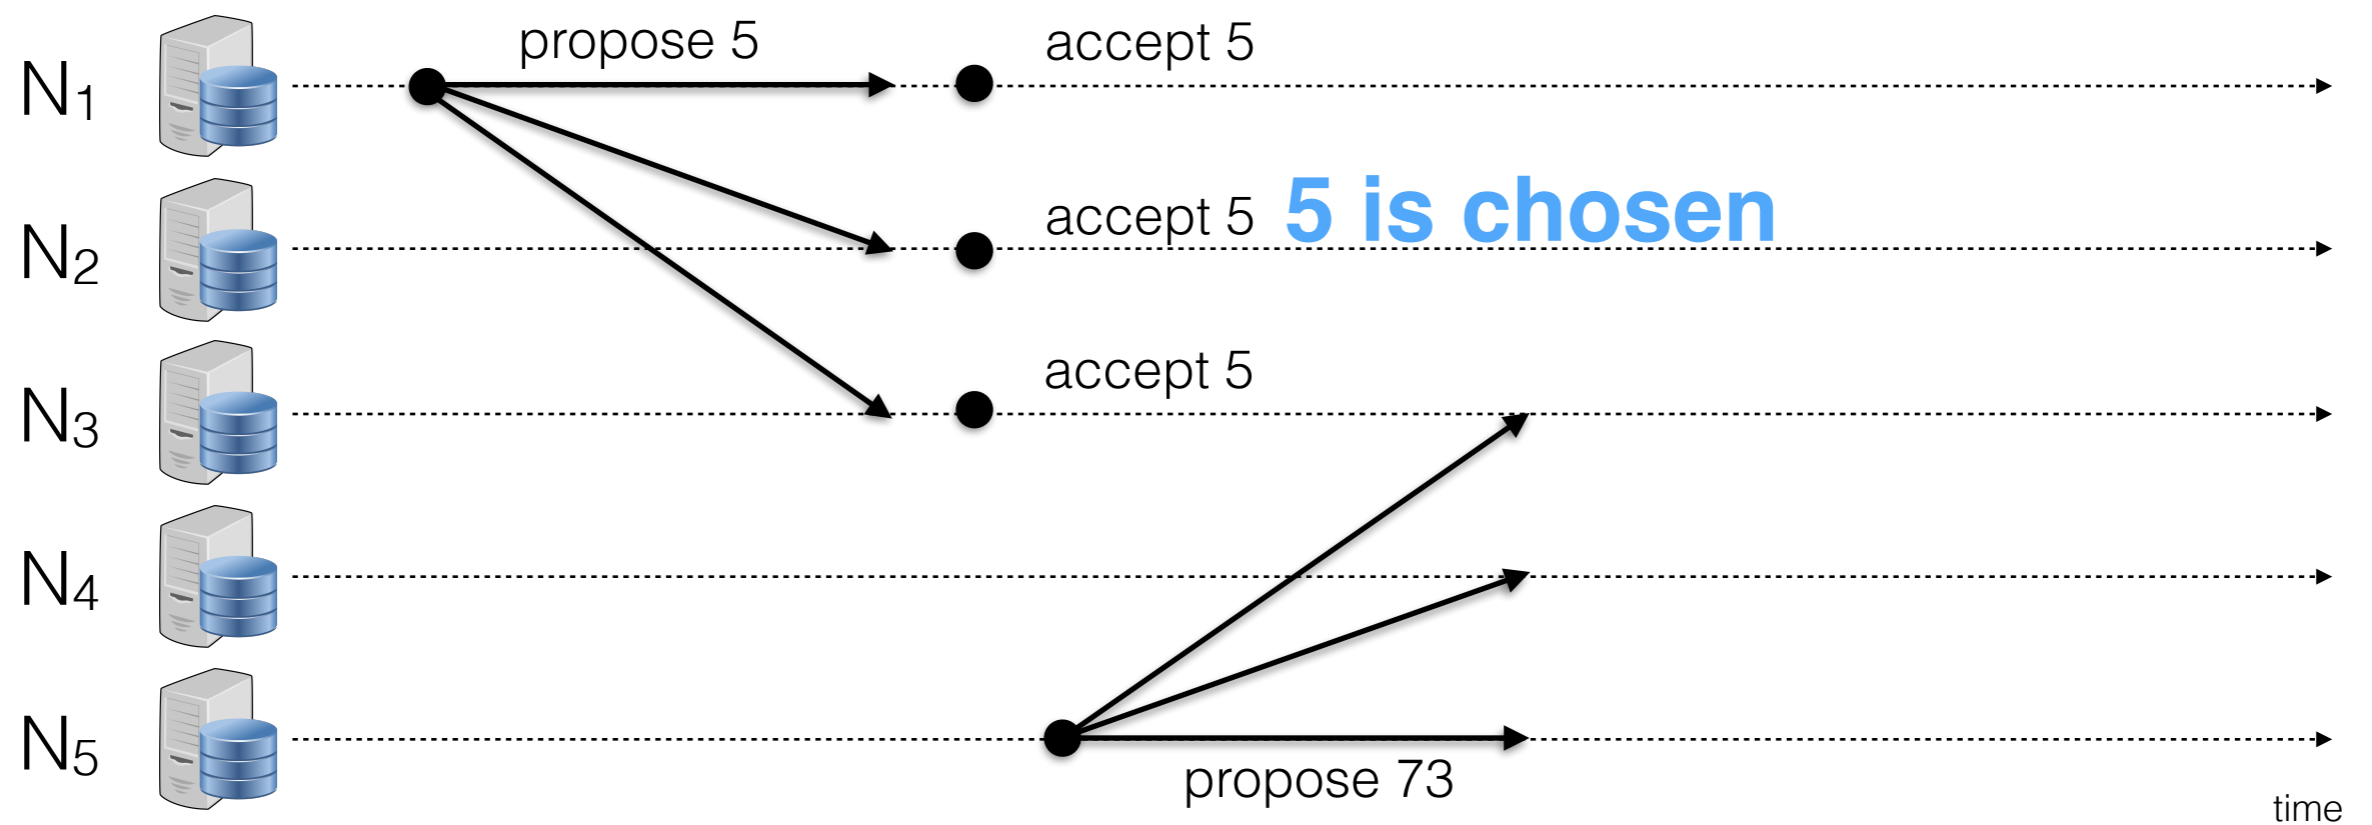 propose 5
accept 5
N1
accept 5
5 is chosen
N2
accept 5
N3
N4
N5
propose 73
time